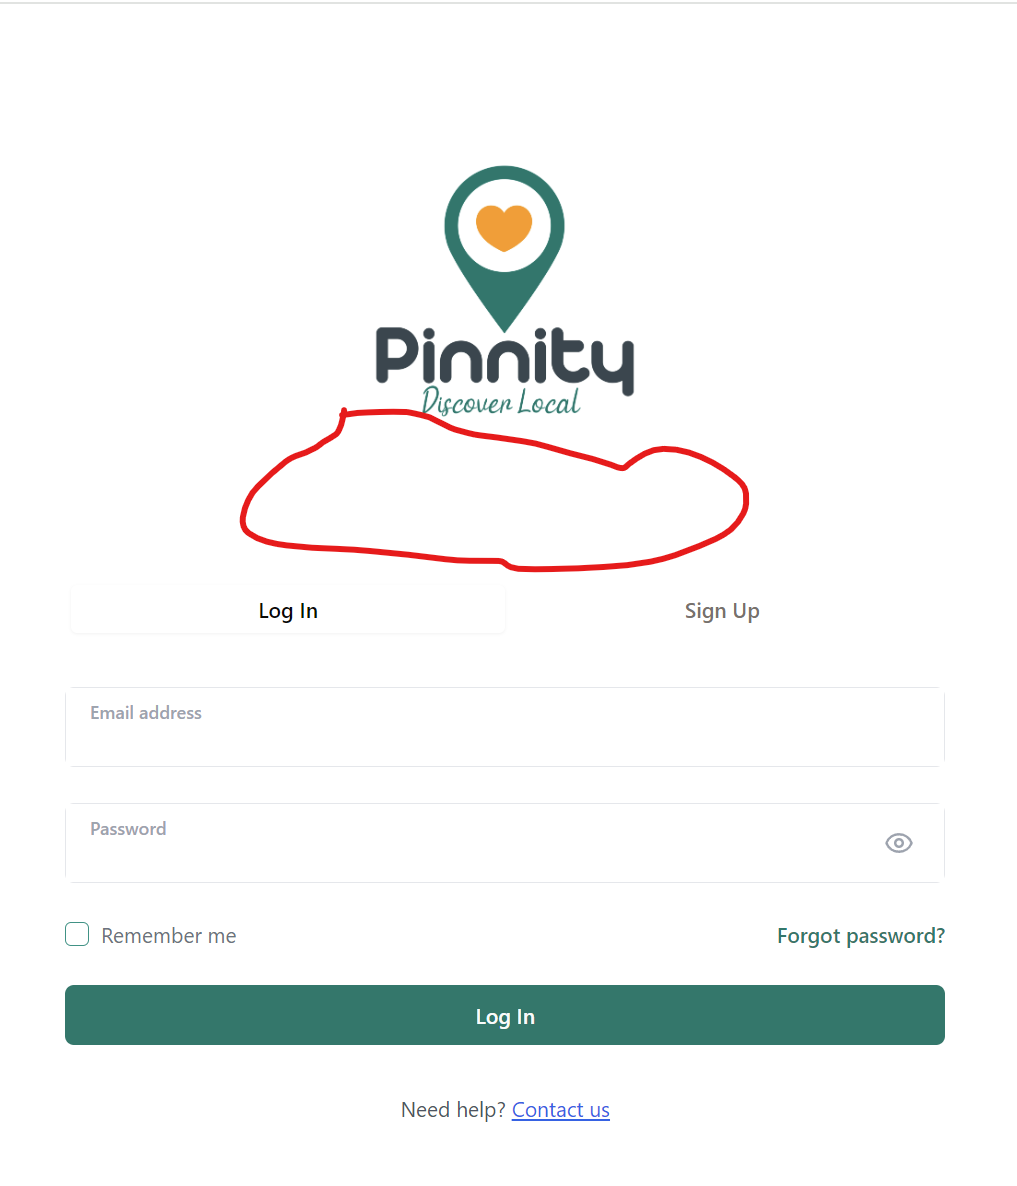 Pinnity
Discover Local
Log In
Sign Up
Email address
Password
Remember me
Forgot password?
Log In
Need help? Contact us